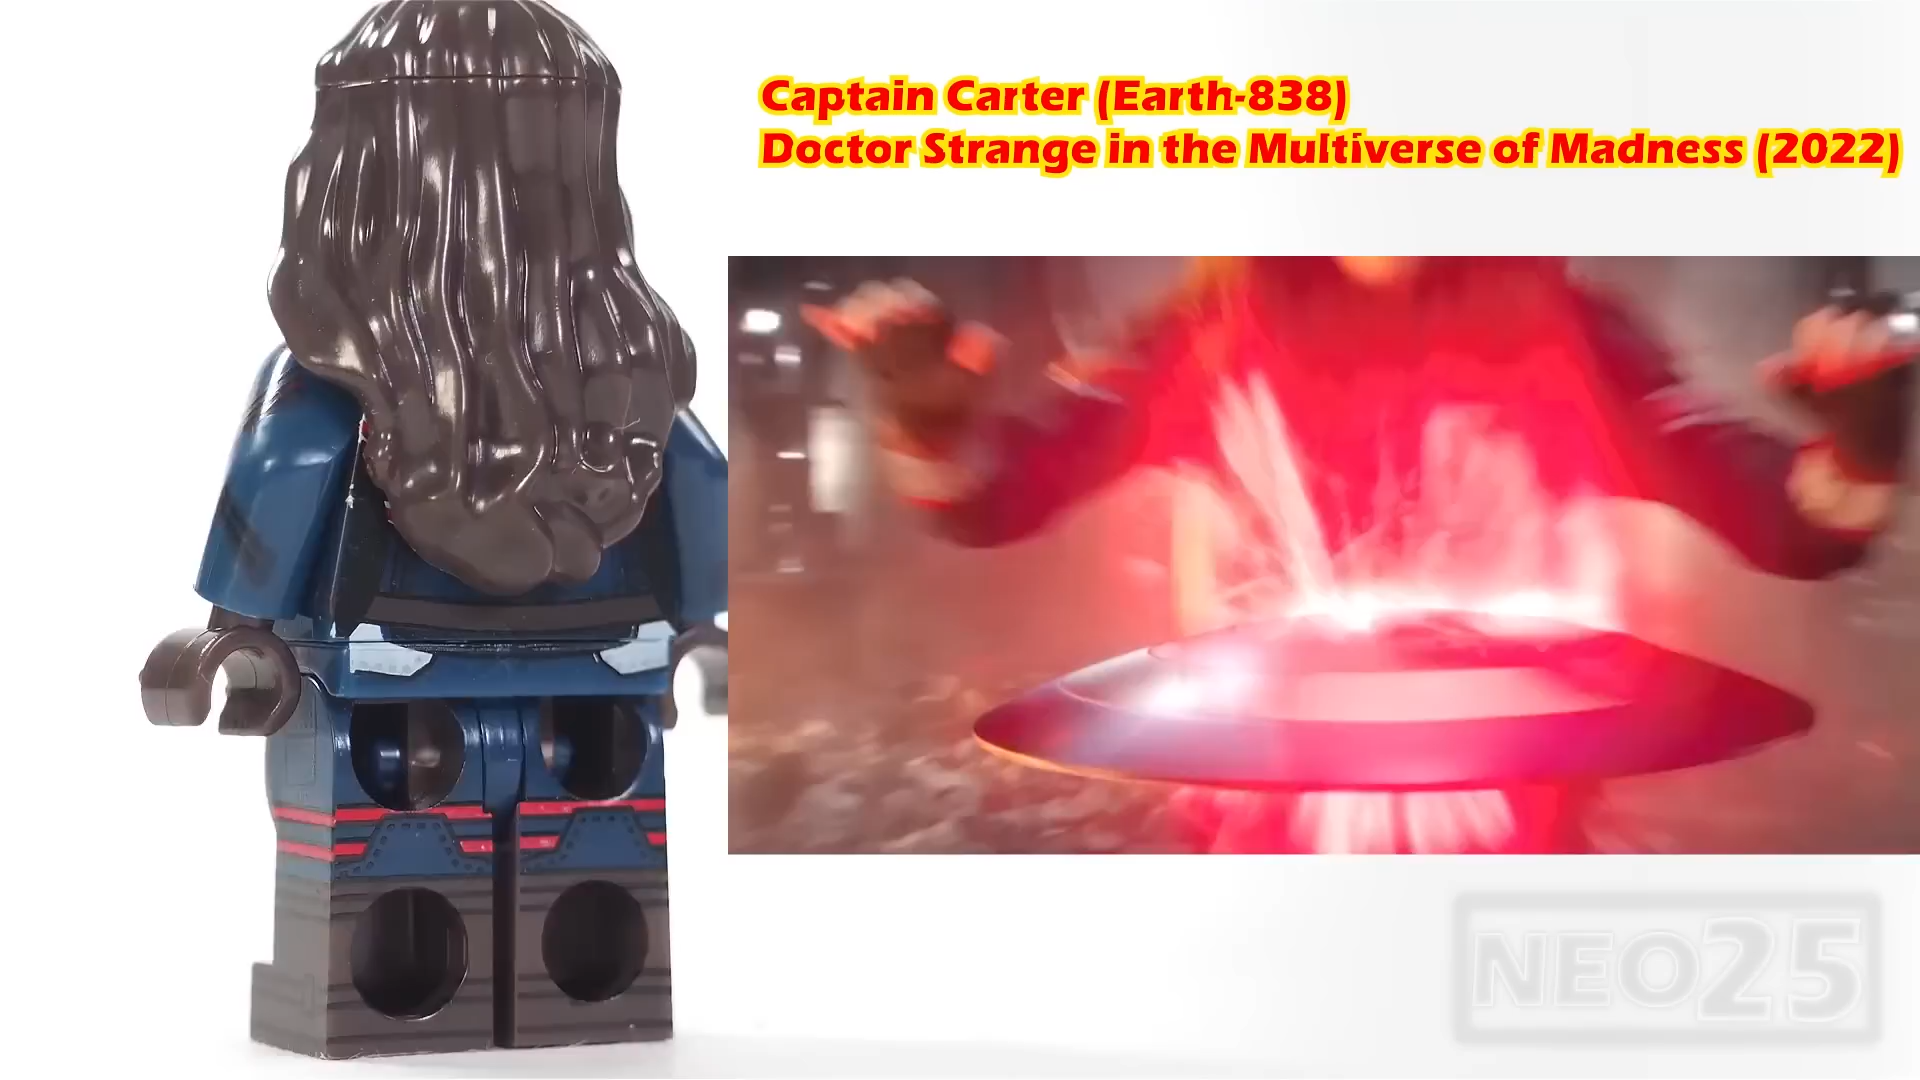 Captain Carter (Earth-838)
Doctor Strange in the Multiverse of Madness (2022)
NEO25